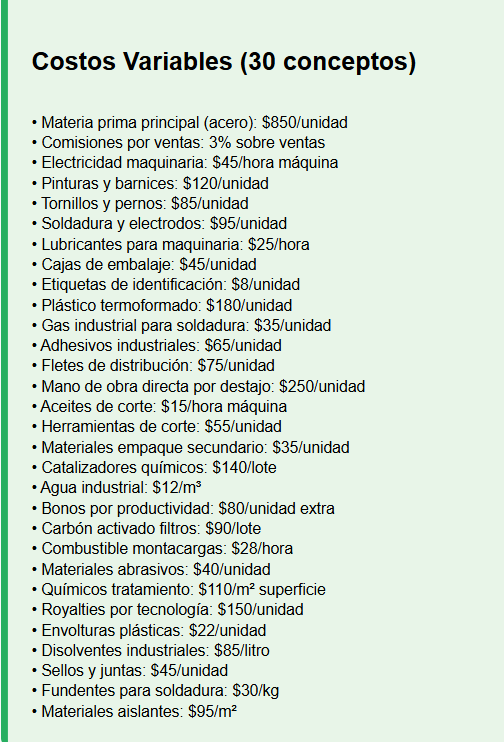 Costos Variables (30 conceptos)
• Materia prima principal (acero): $850/unidad
• Comisiones por ventas: 3% sobre ventas
• Electricidad maquinaria: $45/hora máquina
• Pinturas y barnices: $120/unidad
• Tornillos y pernos: $85/unidad
• Soldadura y electrodos: $95/unidad
• Lubricantes para maquinaria: $25/hora
• Cajas de embalaje: $45/unidad
• Etiquetas de identificación: $8/unidad
• Plástico termoformado: $180/unidad
• Gas industrial para soldadura: $35/unidad
• Adhesivos industriales: $65/unidad
• Fletes de distribución: $75/unidad
• Mano de obra directa por destajo: $250/unidad
• Aceites de corte: $15/hora máquina
• Herramientas de corte: $55/unidad
• Materiales empaque secundario: $35/unidad
• Catalizadores químicos: $140/lote
• Agua industrial: $12/m³
• Bonos por productividad: $80/unidad extra
• Carbón activado filtros: $90/lote
• Combustible montacargas: $28/hora
• Materiales abrasivos: $40/unidad
• Químicos tratamiento: $110/m² superficie
• Royalties por tecnología: $150/unidad
• Envolturas plásticas: $22/unidad
• Disolventes industriales: $85/litro
• Sellos y juntas: $45/unidad
• Fundentes para soldadura: $30/kg
• Materiales aislantes: $95/m²